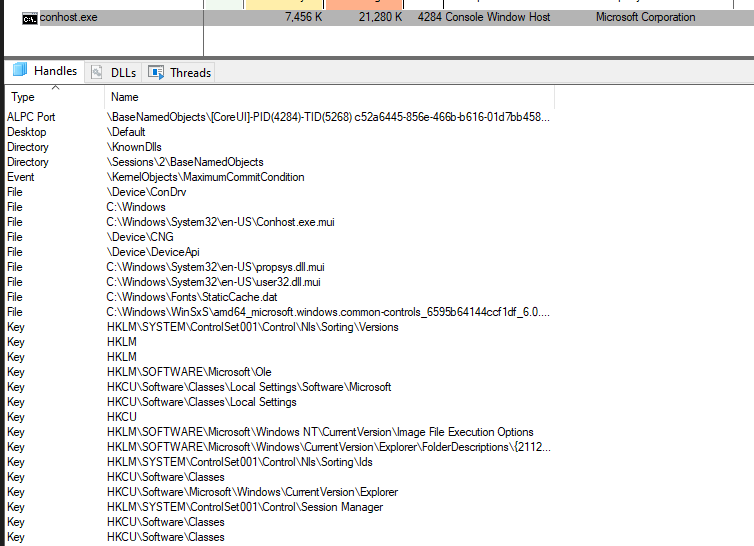 conhost.exe 7,456 K 21,280 K 4284 Console Window Host Microsoft Corporation
Handles DLLs Threads
Type Name
ALPC Port \BaseNamedObjects\[CoreUI]-PID(4284)-TID(5268) c52a6445-856e-466b-b616-01d7bb458...
Desktop \Default
Directory \KnownDlls
Directory \Sessions\2\BaseNamedObjects
Event \KernelObjects\MaximumCommitCondition
File \Device\ConDrv
File C:\Windows
File C:\Windows\System32\en-US\Conhost.exe.mui
File \Device\CNG
File \Device\DeviceApi
File C:\Windows\System32\en-US\propsys.dll.mui
File C:\Windows\System32\en-US\user32.dll.mui
File C:\Windows\Fonts\StaticCache.dat
File C:\Windows\WinSxS\amd64_microsoft.windows.common-controls_6595b64144ccf1df_6.0....
Key HKLM\SYSTEM\ControlSet001\Control\Nls\Sorting\Versions
Key HKLM
Key HKLM
Key HKLM\SOFTWARE\Microsoft\Ole
Key HKCU\Software\Classes\Local Settings\Software\Microsoft
Key HKCU\Software\Classes\Local Settings
Key HKCU
Key HKLM\SOFTWARE\Microsoft\Windows NT\CurrentVersion\Image File Execution Options
Key HKLM\SOFTWARE\Microsoft\Windows\CurrentVersion\Explorer\FolderDescriptions\{2112...
Key HKLM\SYSTEM\ControlSet001\Control\Nls\Sorting\Ids
Key HKCU\Software\Classes
Key HKCU\Software\Microsoft\Windows\CurrentVersion\Explorer
Key HKLM\SYSTEM\ControlSet001\Control\Session Manager
Key HKCU\Software\Classes
Key HKCU\Software\Classes